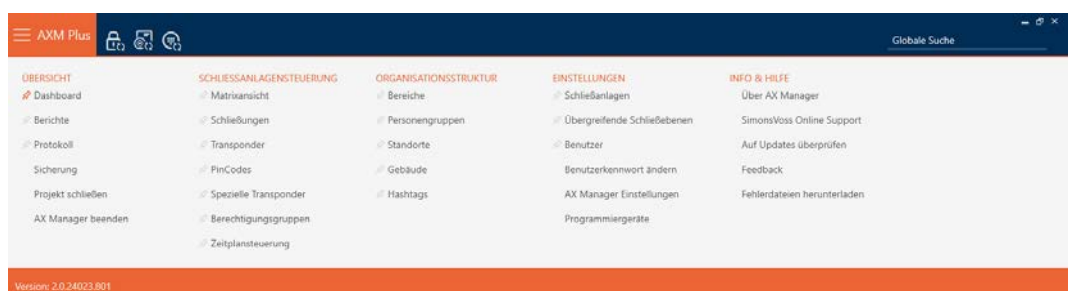 AXM Plus
Globale Suche
ÜBERSICHT
Dashboard
Berichte
Protokoll
Sicherung
Projekt schließen
AX Manager beenden
SCHLIESSANLAGENSTEUERUNG
Matrixansicht
Schließungen
Transponder
PinCodes
Spezielle Transponder
Berechtigungsgruppen
Zeitplansteuerung
ORGANISATIONSSTRUKTUR
Bereiche
Personengruppen
Standorte
Gebäude
Hashtags
EINSTELLUNGEN
Schließanlagen
Übergreifende Schließebenen
Benutzer
Benutzerkennwort ändern
AX Manager Einstellungen
Programmiergeräte
INFO & HILFE
Über AX Manager
SimonsVoss Online Support
Auf Updates überprüfen
Feedback
Fehlerdateien herunterladen
Version: 2.0.24023.801